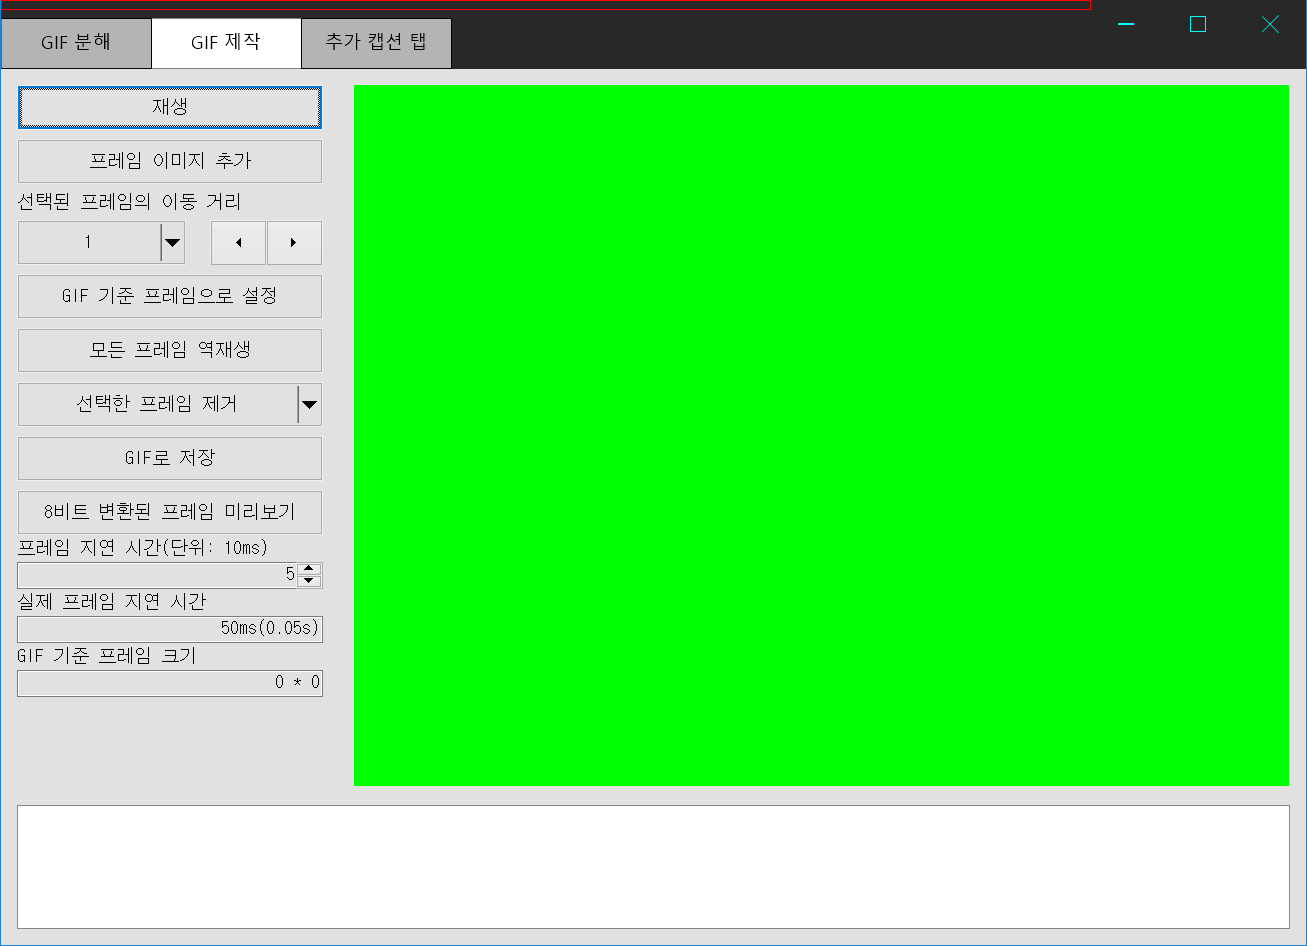 GIF 분해
GIF 제작
추가 캡션 탭
재생
프레임 이미지 추가
선택된 프레임의 이동 거리
1
GIF 기준 프레임으로 설정
모든 프레임 역재생
선택한 프레임 제거
GIF로 저장
8비트 변환된 프레임 미리보기
프레임 지연 시간(단위: 10ms)
5
실제 프레임 지연 시간
50ms(0.05s)
GIF 기준 프레임 크기
0 * 0